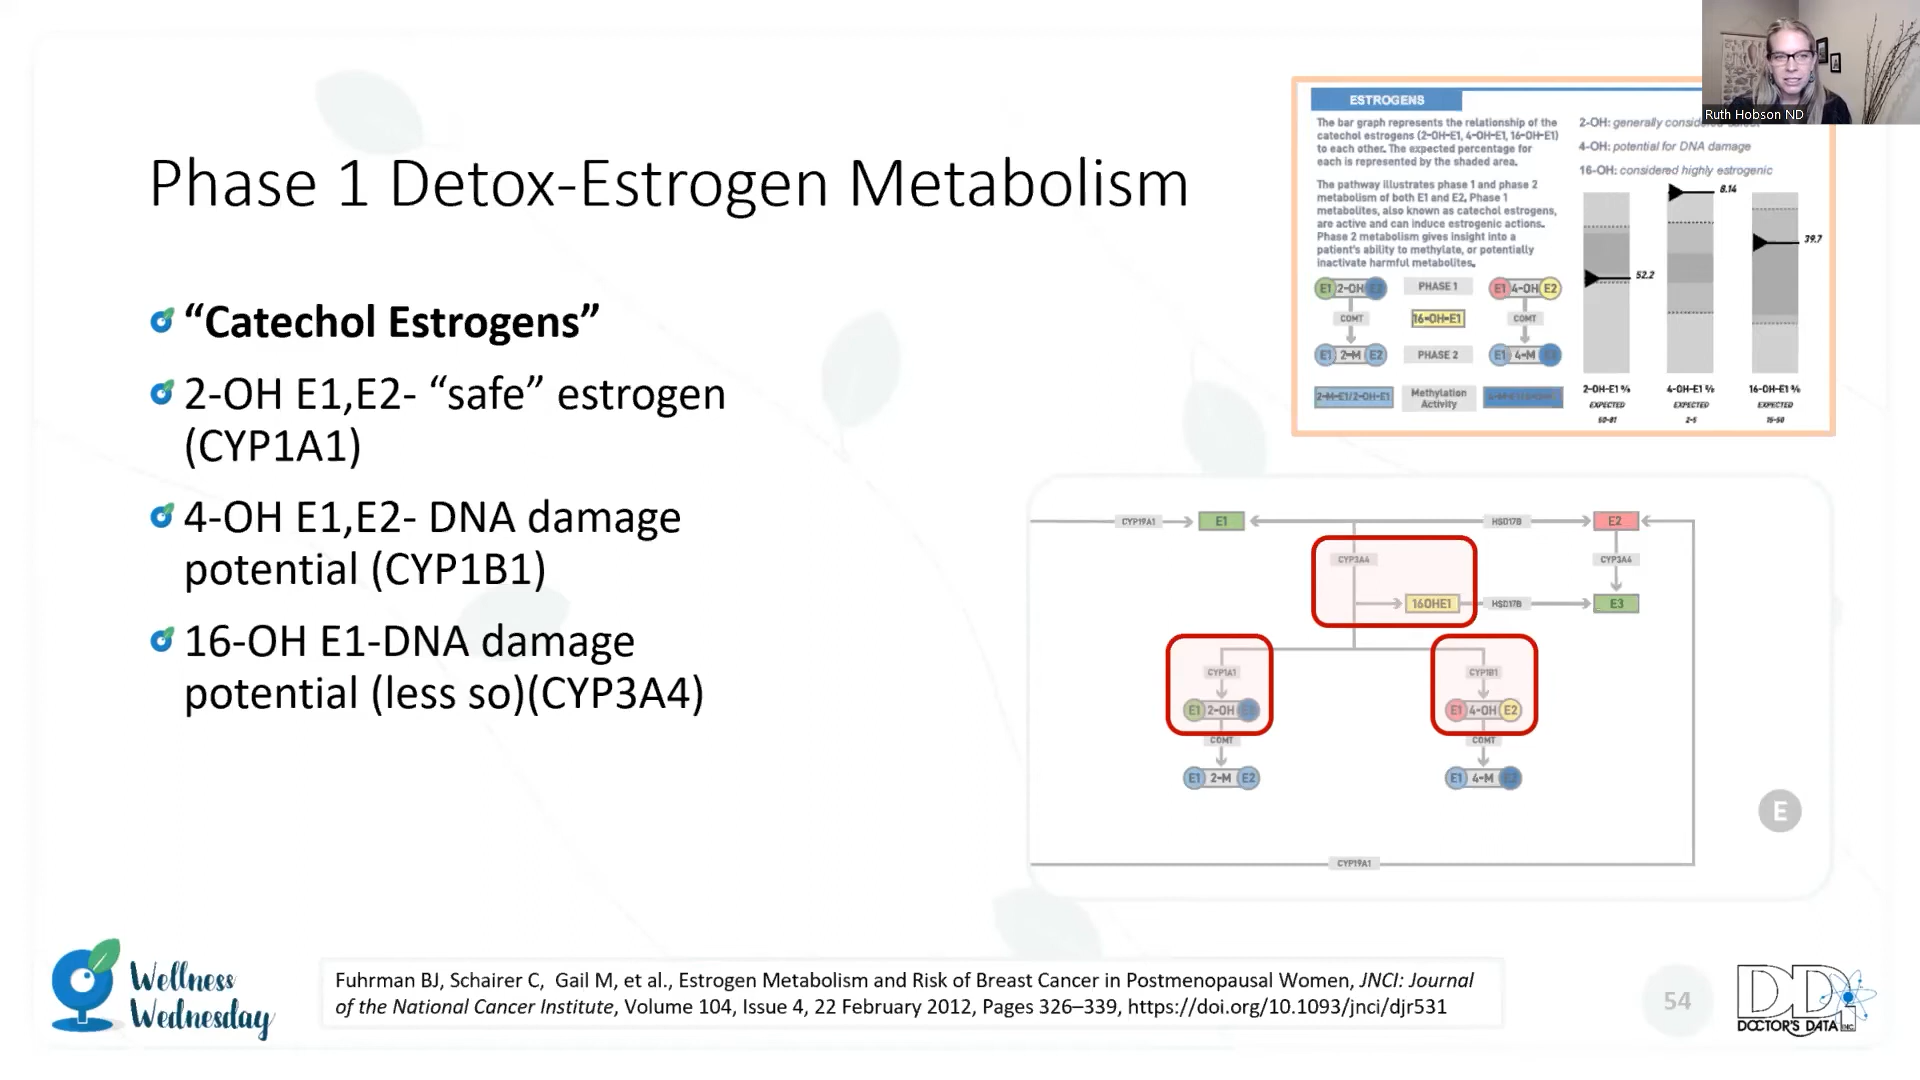 Ruth Hobson ND
Phase 1 Detox-Estrogen Metabolism
“Catechol Estrogens”
2-OH E1,E2- “safe” estrogen
(CYP1A1)
4-OH E1,E2- DNA damage
potential (CYP1B1)
16-OH E1-DNA damage
potential (less so)(CYP3A4)
ESTROGENS
The bar graph represents the relationship of the
catechol estrogens (2-OH-E1, 4-OH-E1, 16-OH-E1)
to each other. The expected percentage for
each is represented by the shaded area.
The pathway illustrates phase 1 and phase 2
metabolism of both E1 and E2. Phase 1
metabolites, also known as catechol estrogens,
are active and can induce estrogenic actions.
Phase 2 metabolism gives insight into a
patient's ability to methylate, or potentially
inactivate harmful metabolites.
E1 2-OH E2 PHASE 1 E1 4-OH E2
COMT 16-OH-E1 COMT
E1 2-M E2 PHASE 2 E1 4-M
2-M-E1/2-OH-E1 Methylation
Activity
2-OH: generally
4-OH: potential for DNA damage
16-OH: considered highly estrogenic
8.14
39.7
52.2
2-OH-E1 % 4-OH-E1 % 16-OH-E1 %
EXPECTED EXPECTED EXPECTED
60-81 2-5
CYP19A1 E1 HSD17B E2
CYP3A4 CYP3A4
16OHE1 HSD17B E3
CYP1A1 CYP1B1
E1 2-OH E1 4-OH E2
COMT COMT
E1 2-M E2 E1 4-M E2
E
CYP19A1
Wellness
Wednesday
Fuhrman BJ, Schairer C, Gail M, et al., Estrogen Metabolism and Risk of Breast Cancer in Postmenopausal Women, JNCI: Journal
of the National Cancer Institute, Volume 104, Issue 4, 22 February 2012, Pages 326–339, https://doi.org/10.1093/jnci/djr531
54
DDI
DOCTOR'S DATA INC.